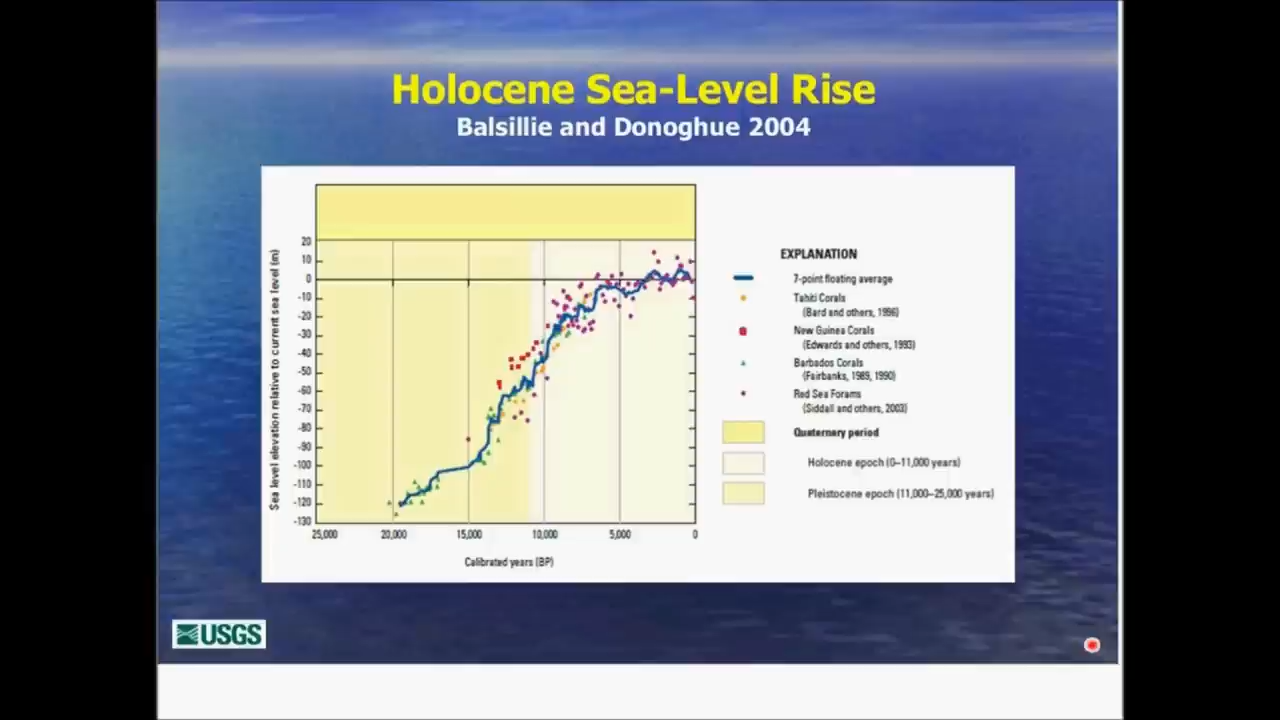 Holocene Sea-Level Rise
Balsillie and Donoghue 2004
Sea level elevation relative to current sea level (m)
20
10
0
-10
-20
-30
-40
-50
-60
-70
-80
-90
-100
-110
-120
-130
25,000 20,000 15,000 10,000 5,000 0
Calibrated years (BP)
EXPLANATION
7-point floating average
Tahiti Corals
(Bard and others, 1996)
New Guinea Corals
(Edwards and others, 1993)
Barbados Corals
(Fairbanks, 1989, 1990)
Red Sea Forams
(Siddall and others, 2003)
Quaternary period
Holocene epoch (0–11,000 years)
Pleistocene epoch (11,000–25,000 years)
USGS